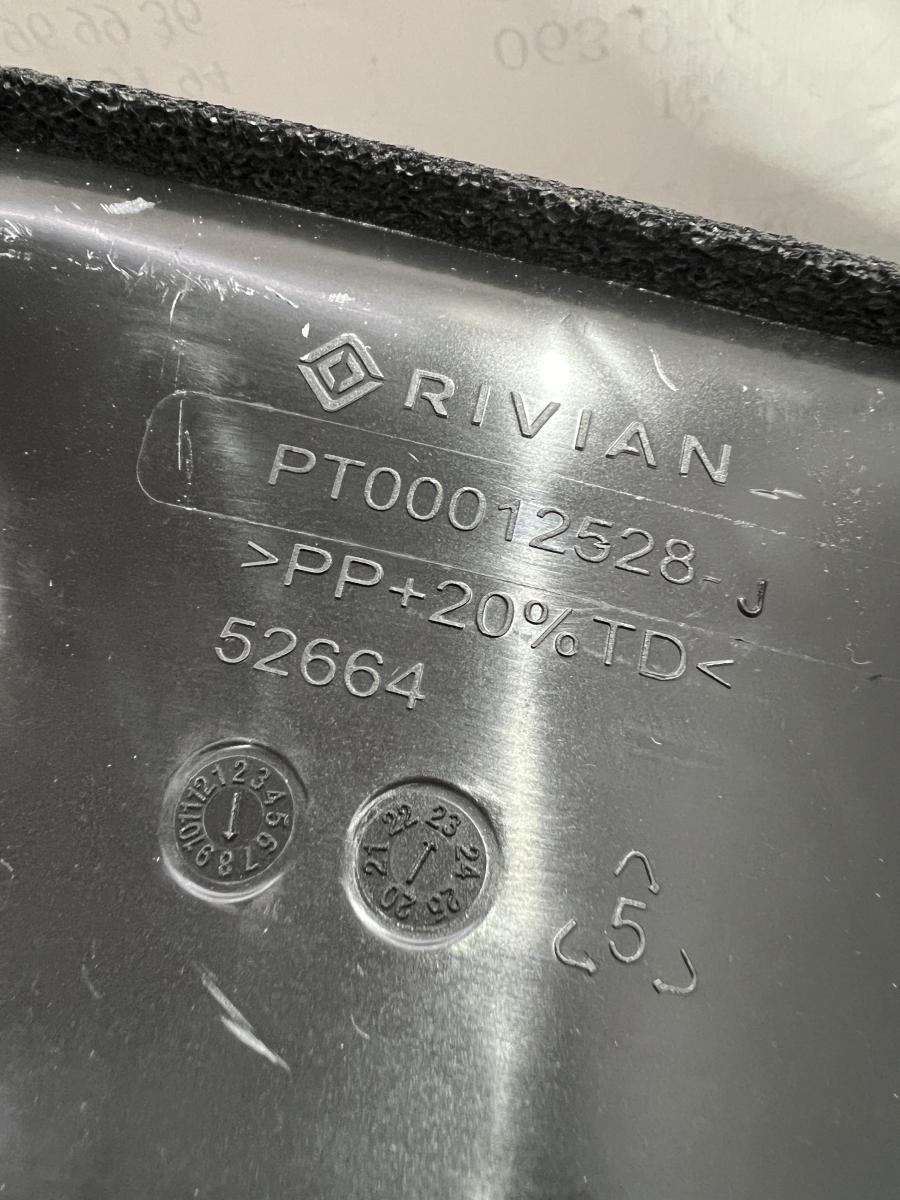 RIVIAN
PT00012528-J
>PP+20%TD<
52664
1 2 3 4 5 6 7 8 9 10 11 12
20 21 22 23 24 25
5